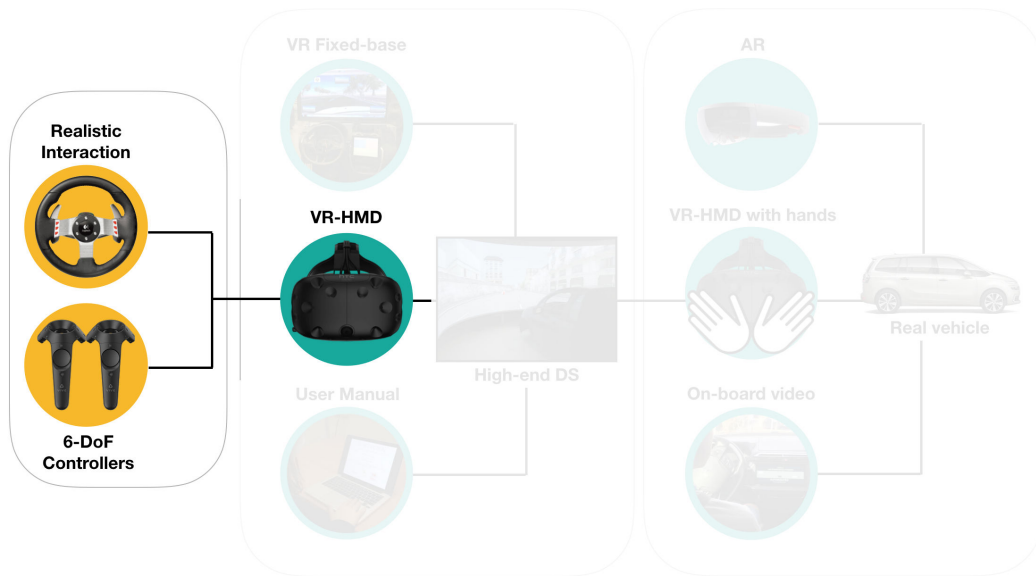 Realistic
Interaction
6-DoF
Controllers
VR Fixed-base
VR-HMD
High-end DS
User Manual
AR
VR-HMD with hands
Real vehicle
On-board video